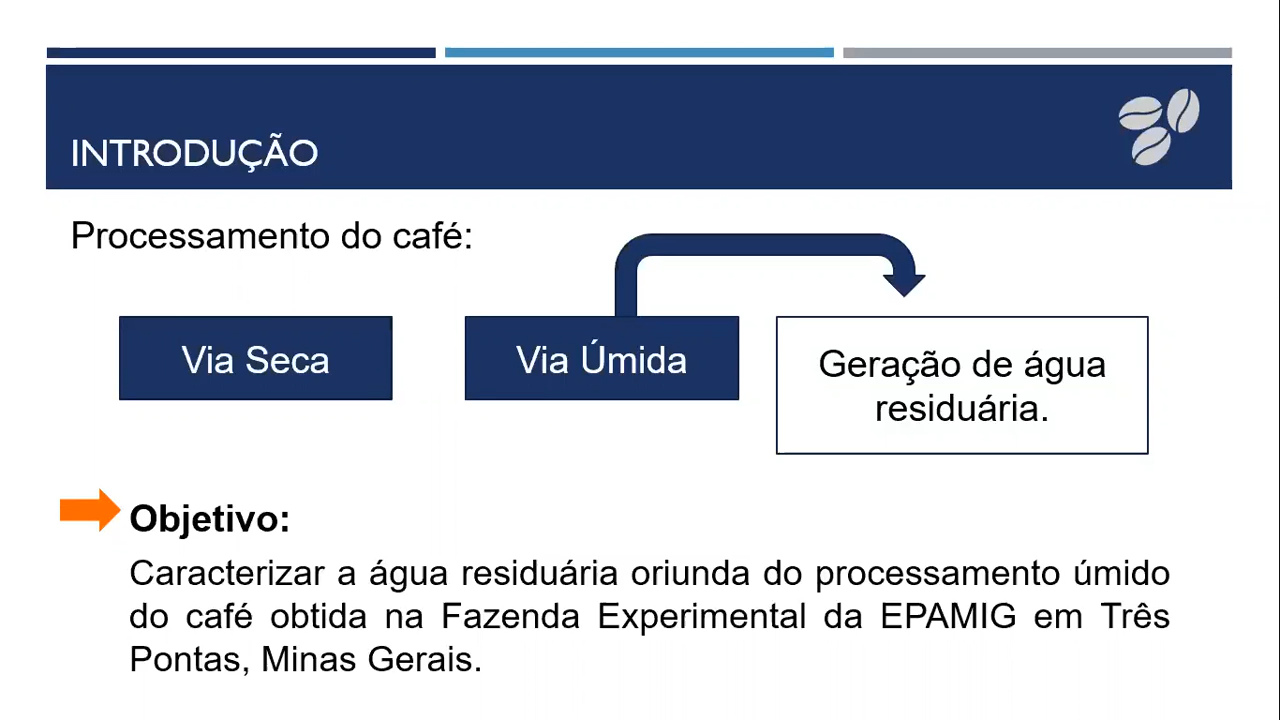 INTRODUÇÃO
Processamento do café:
Via Seca
Via Úmida
Geração de água
residuária.
Objetivo:
Caracterizar a água residuária oriunda do processamento úmido
do café obtida na Fazenda Experimental da EPAMIG em Três
Pontas, Minas Gerais.